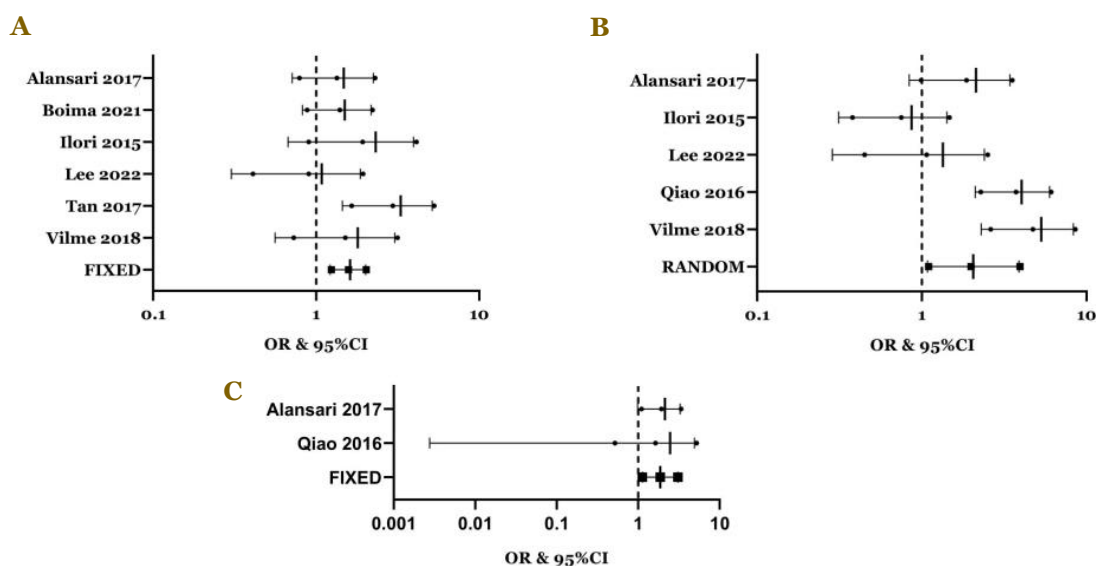 A
Alansari 2017
Boima 2021
Ilori 2015
Lee 2022
Tan 2017
Vilme 2018
FIXED
0.1 1 10
OR & 95%CI
B
Alansari 2017
Ilori 2015
Lee 2022
Qiao 2016
Vilme 2018
RANDOM
0.1 1 10
OR & 95%CI
C
Alansari 2017
Qiao 2016
FIXED
0.001 0.01 0.1 1 10
OR & 95%CI